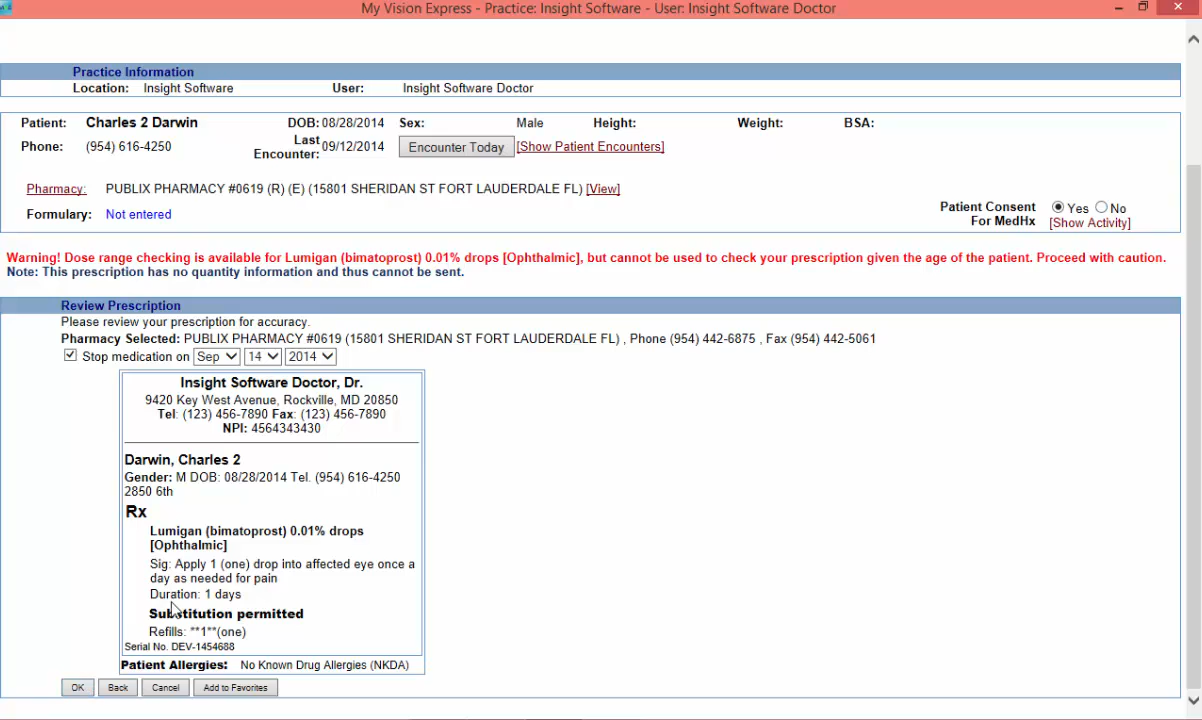 My Vision Express - Practice: Insight Software - User: Insight Software Doctor
Practice Information
Location: Insight Software User: Insight Software Doctor
Patient: Charles 2 Darwin DOB: 08/28/2014 Sex: Male Height: Weight: BSA:
Phone: (954) 616-4250 Last Encounter: 09/12/2014 Encounter Today [Show Patient Encounters]
Pharmacy: PUBLIX PHARMACY #0619 (R) (E) (15801 SHERIDAN ST FORT LAUDERDALE FL) [View]
Formulary: Not entered
Patient Consent For MedHx Yes No
[Show Activity]
Warning! Dose range checking is available for Lumigan (bimatoprost) 0.01% drops [Ophthalmic], but cannot be used to check your prescription given the age of the patient. Proceed with caution.
Note: This prescription has no quantity information and thus cannot be sent.
Review Prescription
Please review your prescription for accuracy.
Pharmacy Selected: PUBLIX PHARMACY #0619 (15801 SHERIDAN ST FORT LAUDERDALE FL) , Phone (954) 442-6875 , Fax (954) 442-5061
Stop medication on Sep 14 2014
Insight Software Doctor, Dr.
9420 Key West Avenue, Rockville, MD 20850
Tel: (123) 456-7890 Fax: (123) 456-7890
NPI: 4564343430
Darwin, Charles 2
Gender: M DOB: 08/28/2014 Tel. (954) 616-4250
2850 6th
Rx
Lumigan (bimatoprost) 0.01% drops
[Ophthalmic]
Sig: Apply 1 (one) drop into affected eye once a
day as needed for pain
Duration: 1 days
Substitution permitted
Refills: **1**(one)
Serial No. DEV-1454688
Patient Allergies: No Known Drug Allergies (NKDA)
OK Back Cancel Add to Favorites